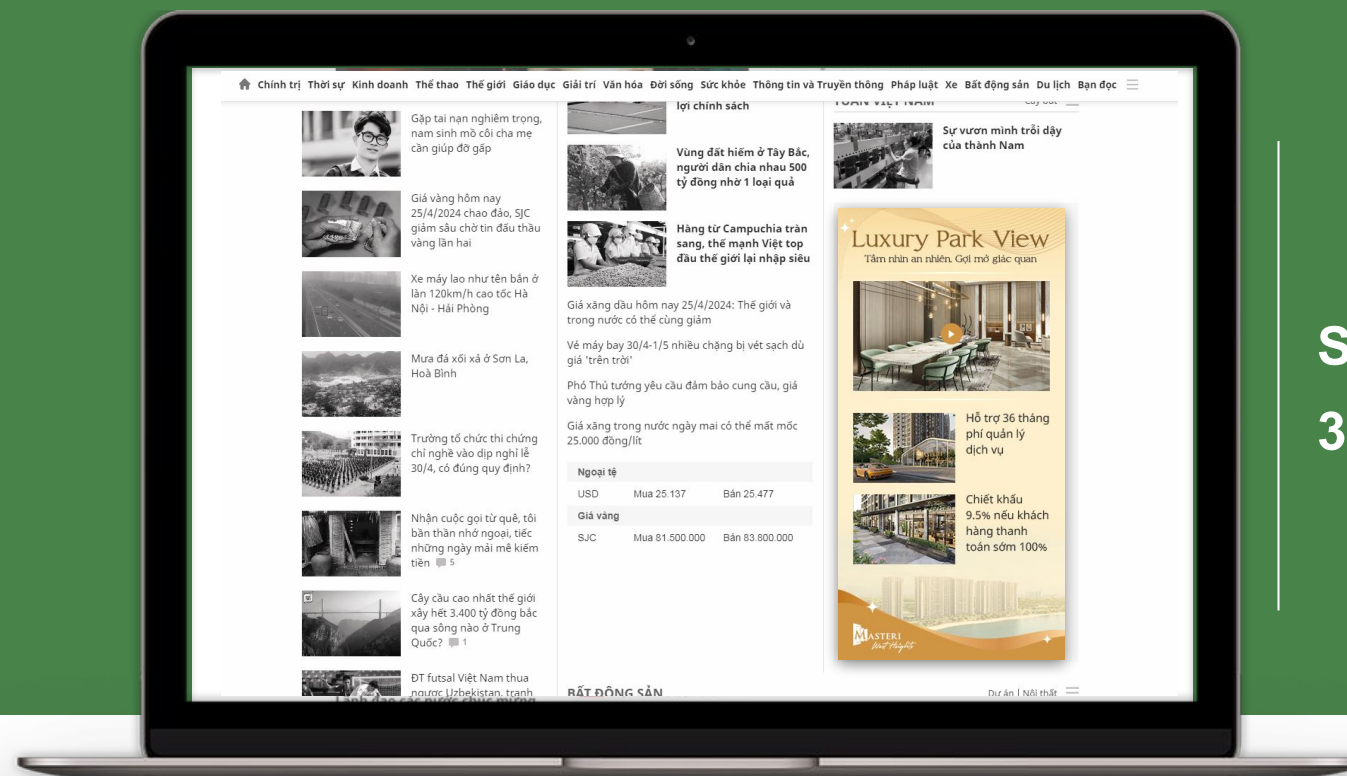 Chính trị Thời sự Kinh doanh Thể thao Thế giới Giáo dục Giải trí Văn hóa Đời sống Sức khỏe Thông tin và Truyền thông Pháp luật Xe Bất động sản Du lịch Bạn đọc
Gặp tai nạn nghiêm trọng,
nam sinh mồ côi cha mẹ
cần giúp đỡ gấp
Giá vàng hôm nay
25/4/2024 chao đảo, SJC
giảm sâu chờ tin đấu thầu
vàng lần hai
Xe máy lao như tên bắn ở
làn 120km/h cao tốc Hà
Nội - Hải Phòng
Mưa đá xối xả ở Sơn La,
Hoà Bình
Trường tổ chức thi chứng
chỉ nghề vào dịp nghỉ lễ
30/4, có đúng quy định?
Nhận cuộc gọi từ quê, tôi
bần thần nhớ ngoại, tiếc
những ngày mải mê kiếm
tiền 5
Cây cầu cao nhất thế giới
xây hết 3.400 tỷ đồng bắc
qua sông nào ở Trung
Quốc? 1
ĐT futsal Việt Nam thua
ngược Uzbekistan, tranh
Lãnh đạo các nước chúc mừng
lợi chính sách
Vùng đất hiếm ở Tây Bắc,
người dân chia nhau 500
tỷ đồng nhờ 1 loại quả
Hàng từ Campuchia tràn
sang, thế mạnh Việt top
đầu thế giới lại nhập siêu
Giá xăng dầu hôm nay 25/4/2024: Thế giới và
trong nước có thể cùng giảm
Vé máy bay 30/4-1/5 nhiều chặng bị vét sạch dù
giá 'trên trời'
Phó Thủ tướng yêu cầu đảm bảo cung cầu, giá
vàng hợp lý
Giá xăng trong nước ngày mai có thể mất mốc
25.000 đồng/lít
Ngoại tệ
USD Mua 25.137 Bán 25.477
Giá vàng
SJC Mua 81.500.000 Bán 83.800.000
BẤT ĐỘNG SẢN
Dự án | Nội thất
TUẦN VIỆT NAM
Sự vươn mình trỗi dậy
của thành Nam
Luxury Park View
Tầm nhìn an nhiên, Gợi mở giác quan
Hỗ trợ 36 tháng
phí quản lý
dịch vụ
Chiết khấu
9.5% nếu khách
hàng thanh
toán sớm 100%
MASTERI
West Heights
S
3